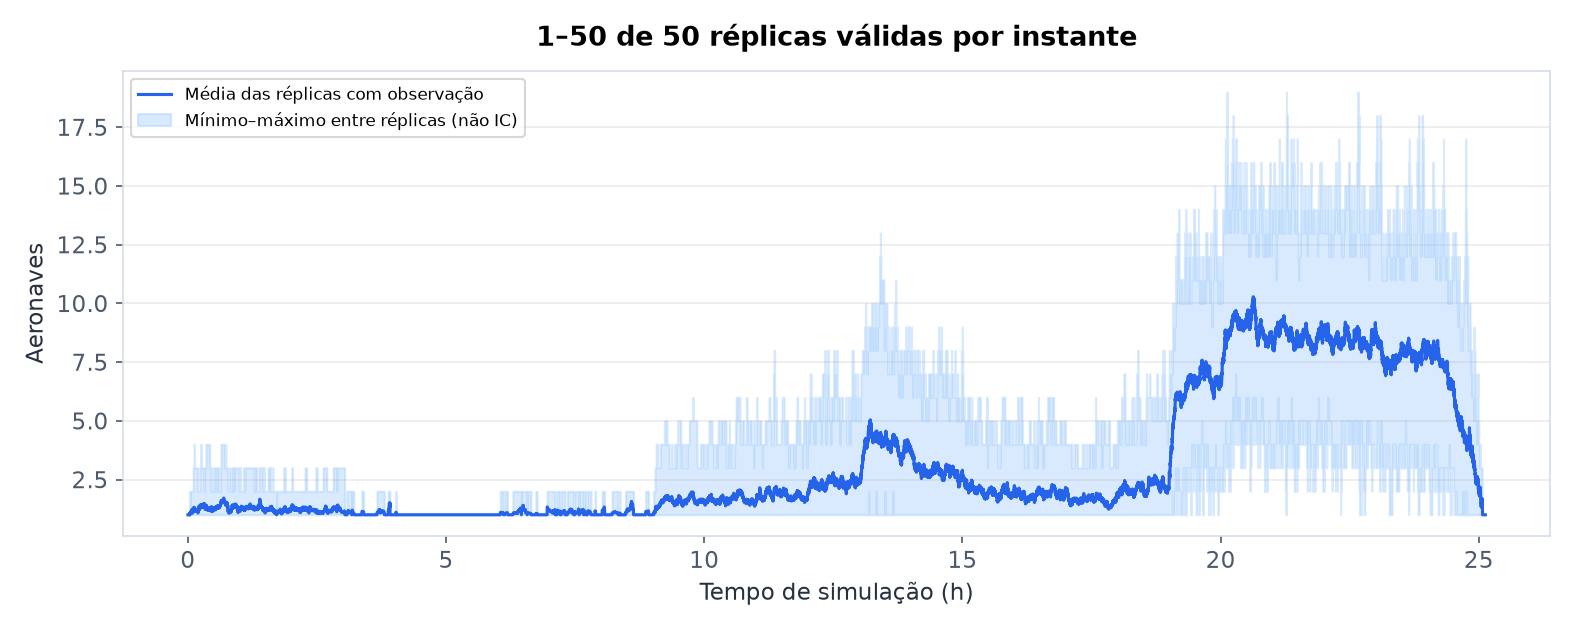 1–50 de 50 réplicas válidas por instante
Média das réplicas com observação
Mínimo–máximo entre réplicas (não IC)
Aeronaves
17.5
15.0
12.5
10.0
7.5
5.0
2.5
0 5 10 15 20 25
Tempo de simulação (h)